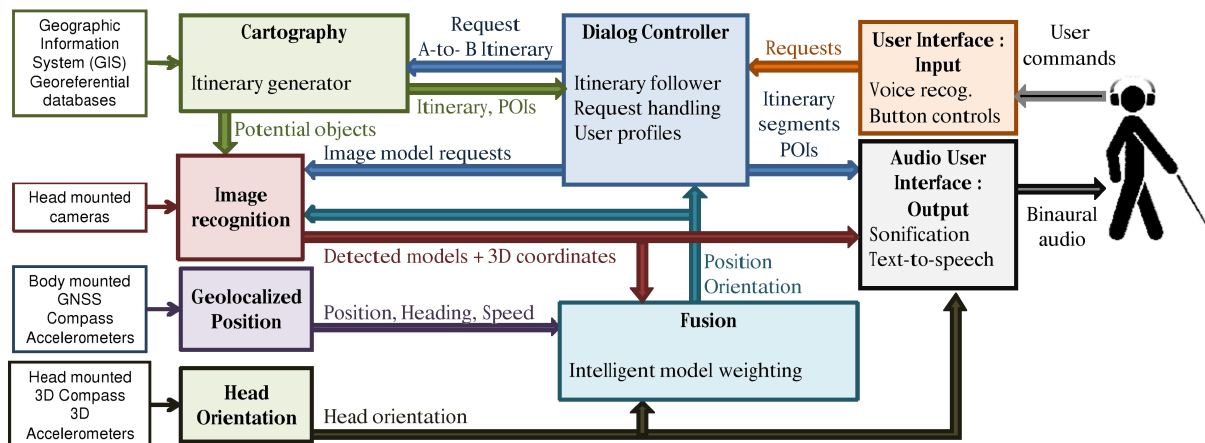 Geographic
Information
System (GIS)
Georeferential
databases
Cartography
Itinerary generator
Request
A-to- B Itinerary
Itinerary, POIs
Dialog Controller
Itinerary follower
Request handling
User profiles
Requests
User Interface :
Input
Voice recog.
Button controls
User
commands
Potential objects
Image model requests
Itinerary
segments
POIs
Head mounted
cameras
Image
recognition
Detected models + 3D coordinates
Audio User
Interface :
Output
Sonification
Text-to-speech
Binaural
audio
Position
Orientation
Body mounted
GNSS
Compass
Accelerometers
Geolocalized
Position
Position, Heading, Speed
Fusion
Intelligent model weighting
Head mounted
3D Compass
3D
Accelerometers
Head
Orientation
Head orientation